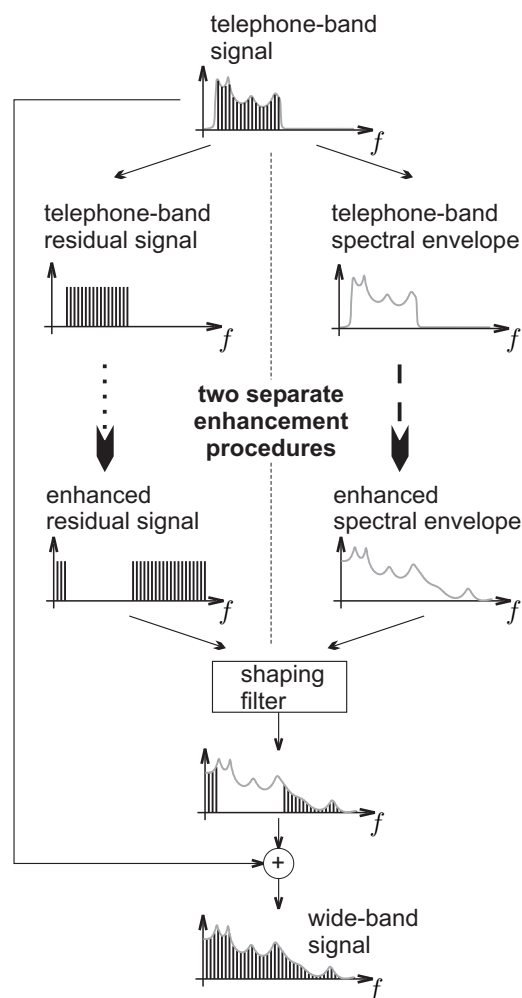 telephone-band
signal
f
telephone-band
residual signal
f
telephone-band
spectral envelope
f
two separate
enhancement
procedures
enhanced
residual signal
f
enhanced
spectral envelope
f
shaping
filter
f
+
wide-band
signal
f